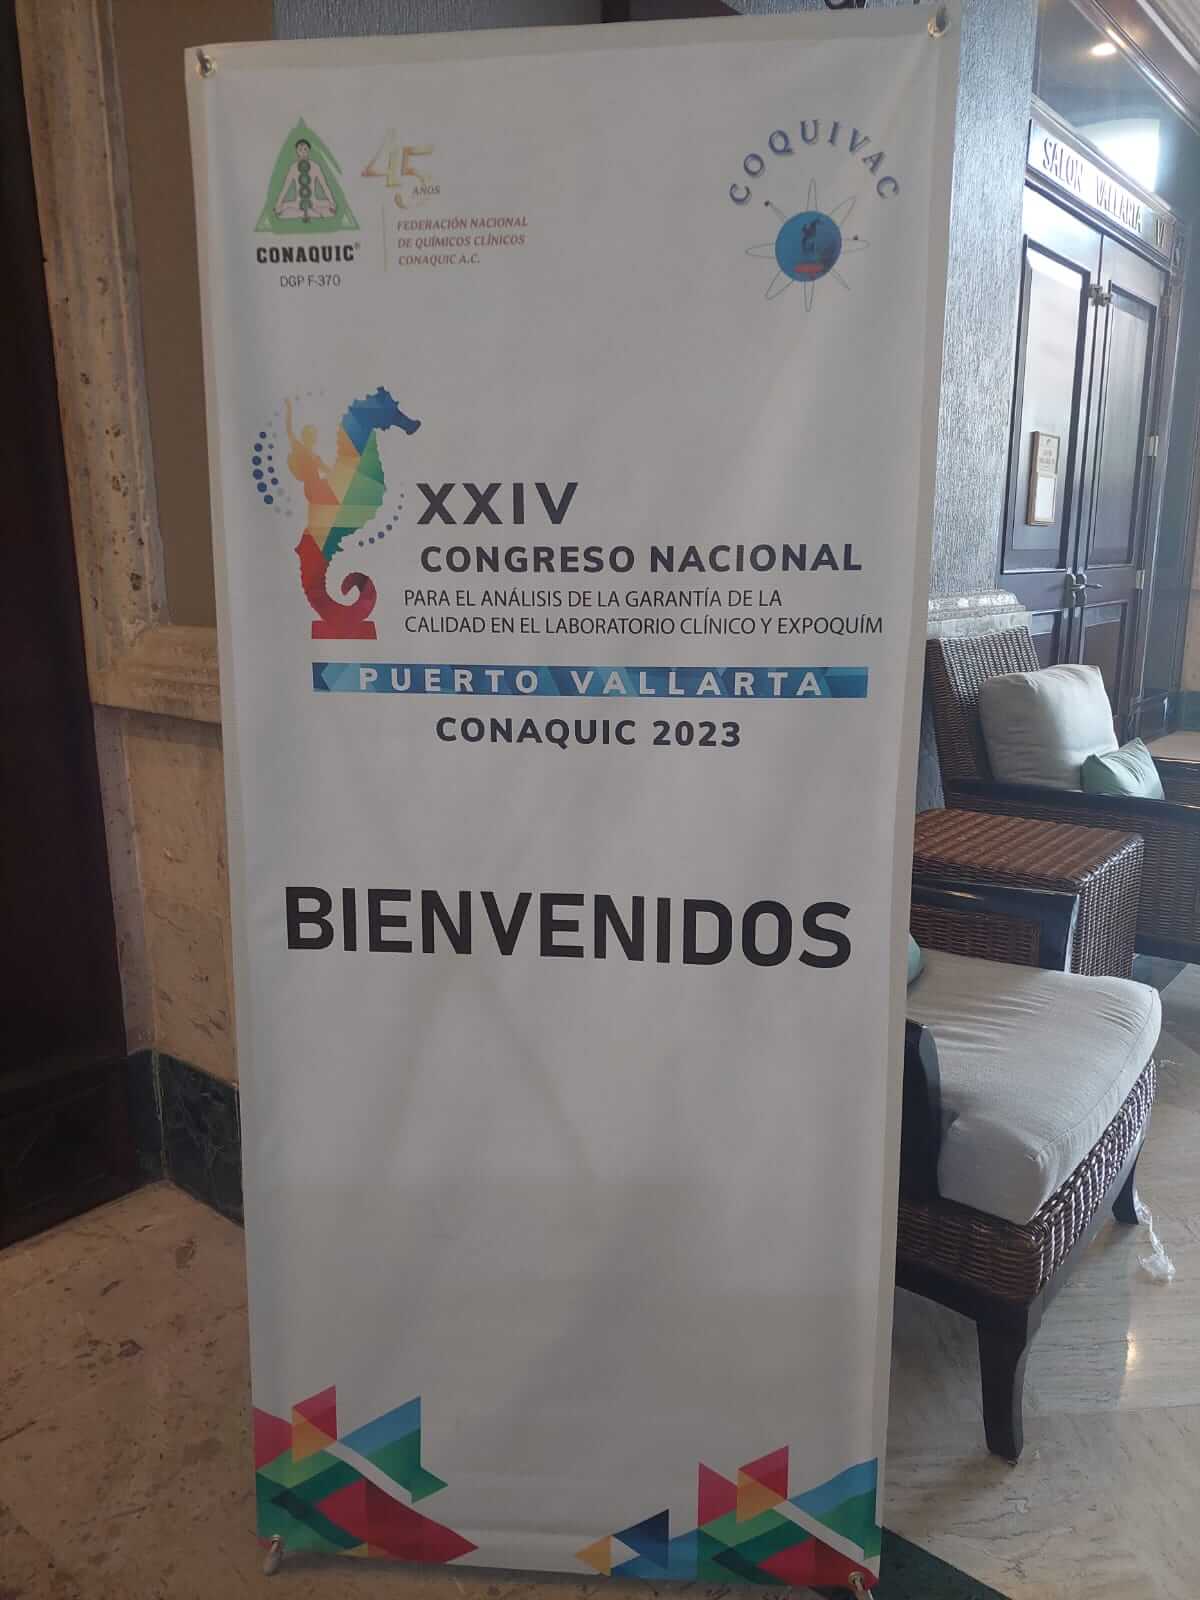 CONAQUIC®
DGP F-370
45
AÑOS
FEDERACIÓN NACIONAL
DE QUÍMICOS CLÍNICOS
CONAQUIC A.C.
COQUIVAC
SALON VALLARTA
XXIV
CONGRESO NACIONAL
PARA EL ANÁLISIS DE LA GARANTÍA DE LA
CALIDAD EN EL LABORATORIO CLÍNICO Y EXPOQUÍM
PUERTO VALLARTA
CONAQUIC 2023
BIENVENIDOS